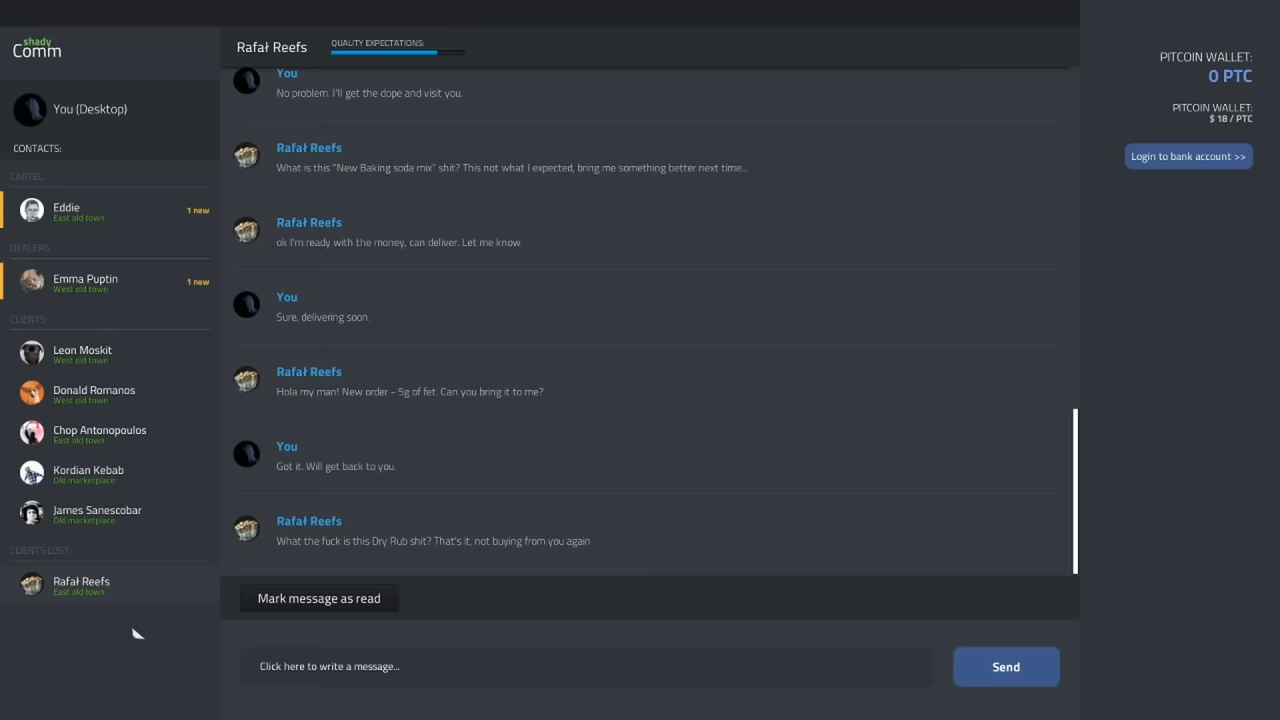 shady
Comm
You (Desktop)
CONTACTS:
CARTEL
Eddie
East old town
1 new
DEALERS
Emma Puptin
West old town
1 new
CLIENTS
Leon Moskit
West old town
Donald Romanos
West old town
Chop Antonopoulos
East old town
Kordian Kebab
Old marketplace
James Sanescobar
Old marketplace
CLIENTS LOST
Rafał Reefs
East old town
Rafał Reefs
QUALITY EXPECTATIONS:
You
No problem. I'll get the dope and visit you.
Rafał Reefs
What is this "New Baking soda mix" shit? This not what I expected, bring me something better next time...
Rafał Reefs
ok I'm ready with the money, can deliver. Let me know
You
Sure, delivering soon.
Rafał Reefs
Hola my man! New order - 5g of fet. Can you bring it to me?
You
Got it. Will get back to you.
Rafał Reefs
What the fuck is this Dry Rub shit? That's it, not buying from you again
Mark message as read
Click here to write a message...
Send
PITCOIN WALLET:
0 PTC
PITCOIN WALLET:
$ 18 / PTC
Login to bank account >>